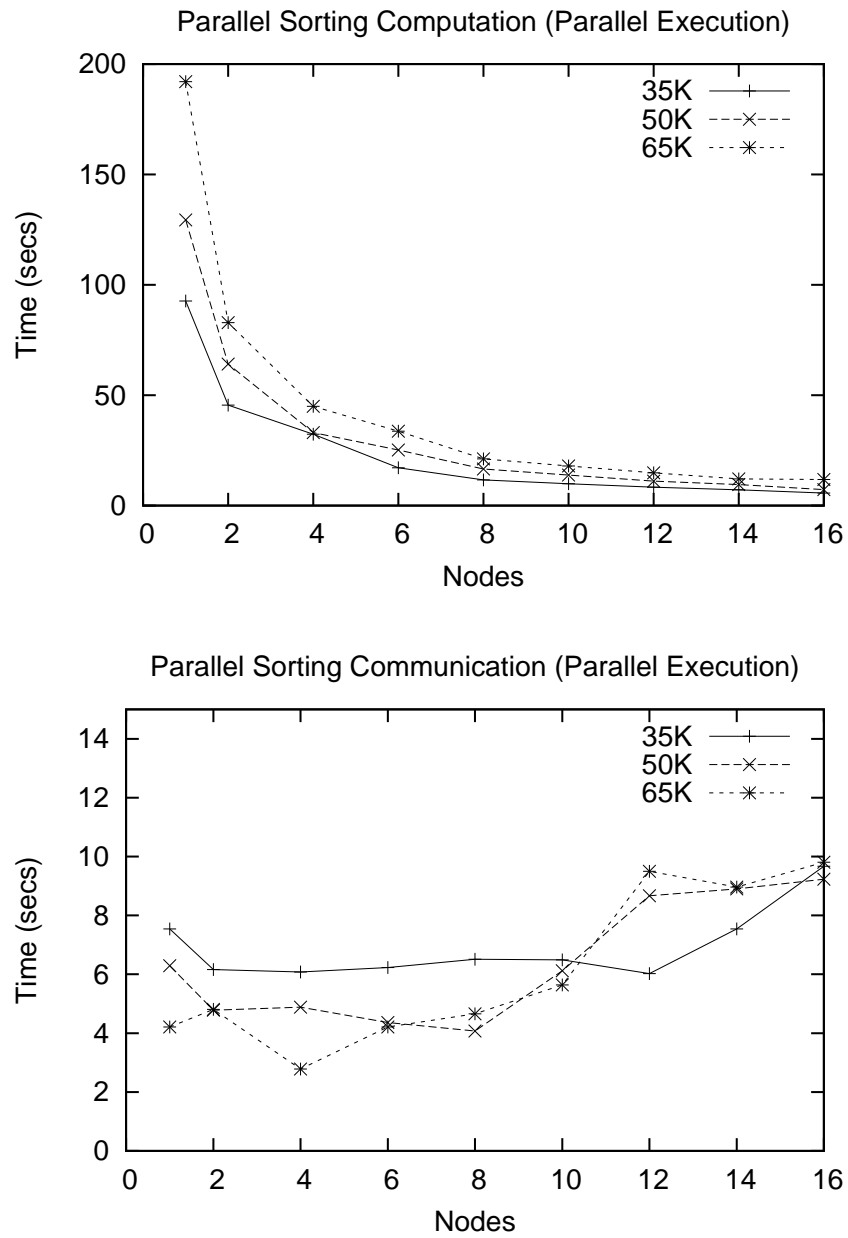 Parallel Sorting Computation (Parallel Execution)
200
150
100
50
0
Time (secs)
35K
50K
65K
0 2 4 6 8 10 12 14 16
Nodes
Parallel Sorting Communication (Parallel Execution)
14
12
10
8
6
4
2
0
Time (secs)
35K
50K
65K
0 2 4 6 8 10 12 14 16
Nodes